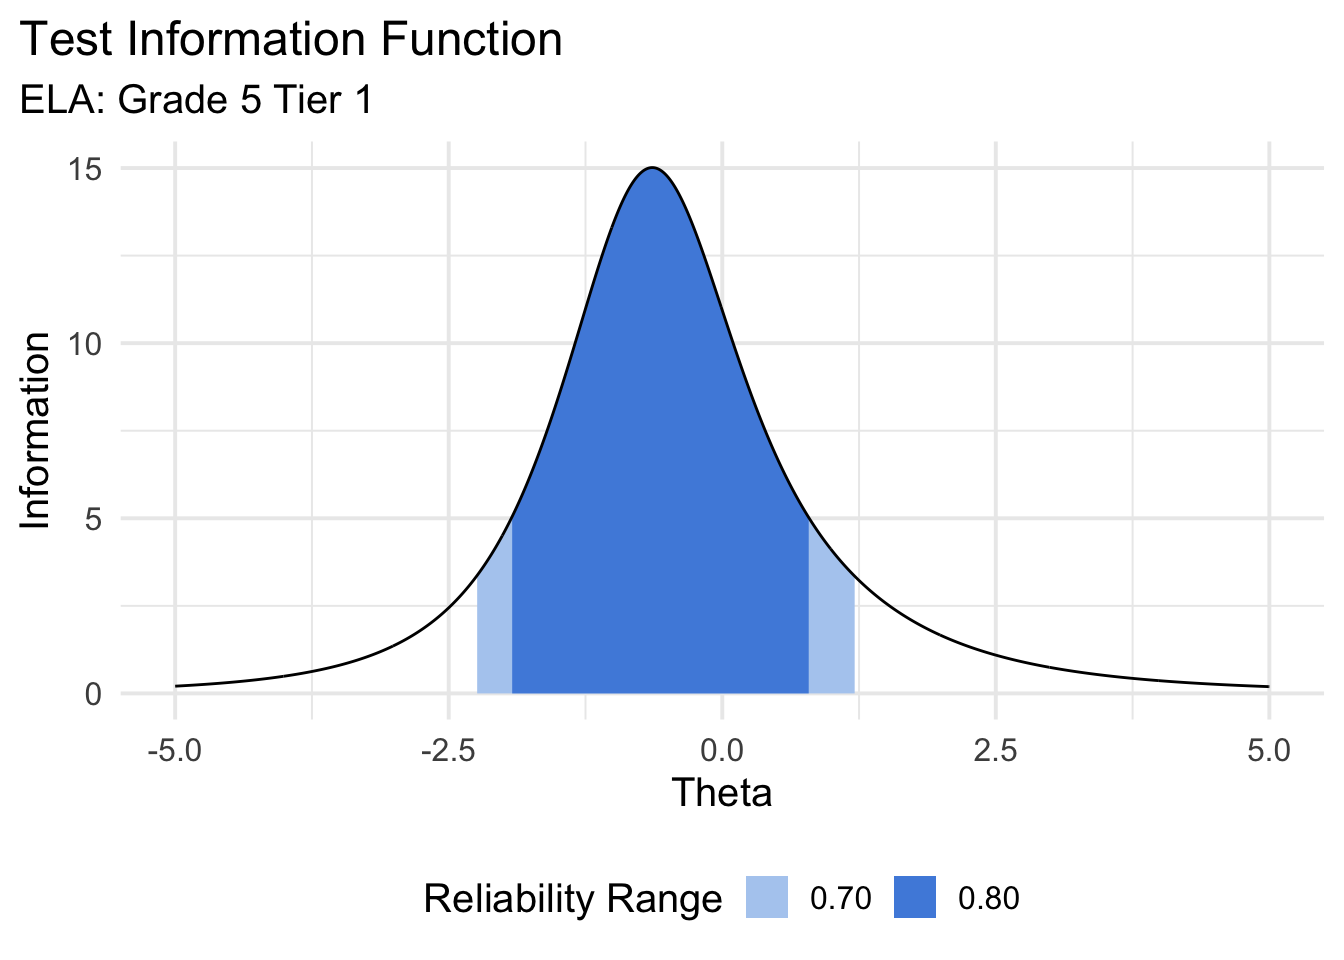 Test Information Function
ELA: Grade 5 Tier 1
15
10
5
0
Information
-5.0 -2.5 0.0 2.5 5.0
Theta
Reliability Range 0.70 0.80